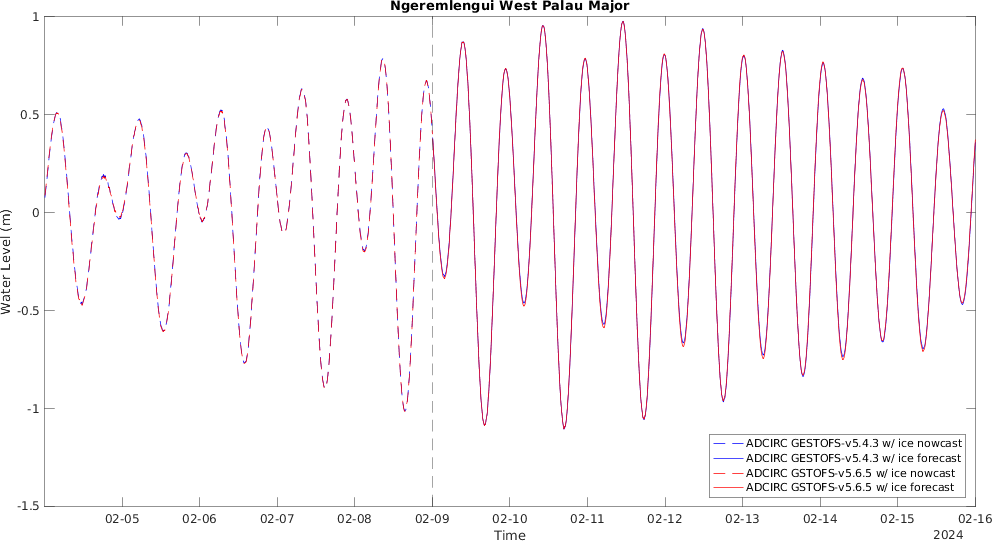 Ngeremlengui West Palau Major
1
0.5
0
-0.5
-1
-1.5
Water Level (m)
02-05
02-06
02-07
02-08
02-09
02-10
02-11
02-12
02-13
02-14
02-15
02-16
Time
2024
ADCIRC GESTOFS-v5.4.3 w/ ice nowcast
ADCIRC GESTOFS-v5.4.3 w/ ice forecast
ADCIRC GSTOFS-v5.6.5 w/ ice nowcast
ADCIRC GSTOFS-v5.6.5 w/ ice forecast